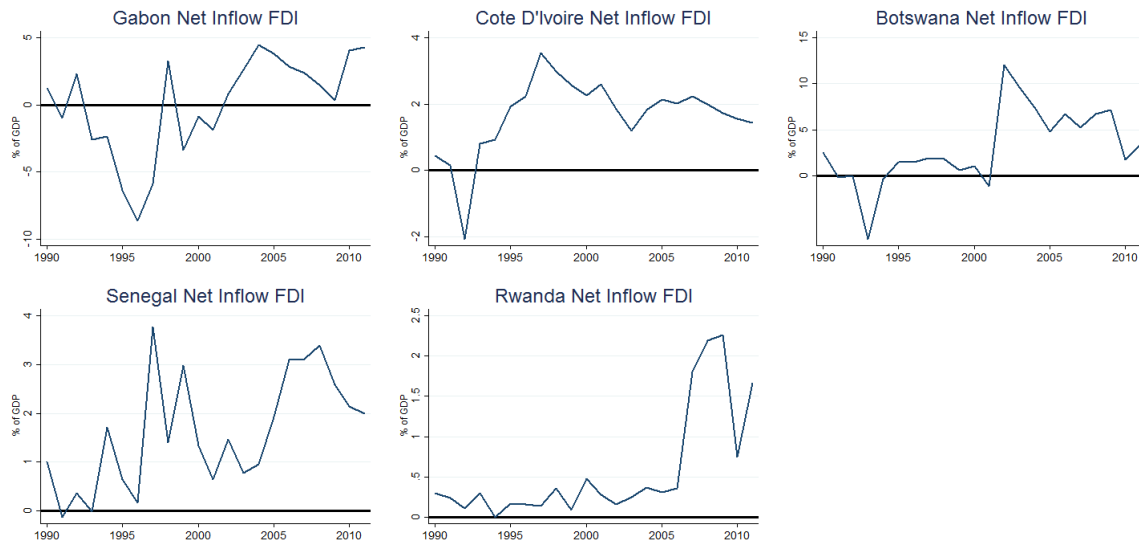 Gabon Net Inflow FDI
% of GDP
5
0
-5
-10
1990 1995 2000 2005 2010
Cote D'Ivoire Net Inflow FDI
% of GDP
4
2
0
-2
1990 1995 2000 2005 2010
Botswana Net Inflow FDI
% of GDP
15
10
5
0
1990 1995 2000 2005 2010
Senegal Net Inflow FDI
% of GDP
4
3
2
1
0
1990 1995 2000 2005 2010
Rwanda Net Inflow FDI
% of GDP
2.5
2
1.5
1
.5
0
1990 1995 2000 2005 2010